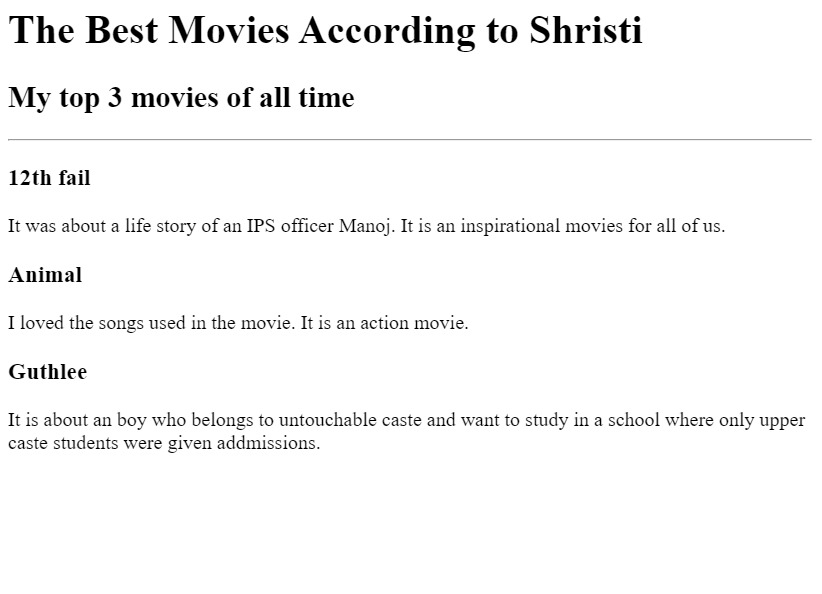 The Best Movies According to Shristi
My top 3 movies of all time
12th fail
It was about a life story of an IPS officer Manoj. It is an inspirational movies for all of us.
Animal
I loved the songs used in the movie. It is an action movie.
Guthlee
It is about an boy who belongs to untouchable caste and want to study in a school where only upper
caste students were given addmissions.